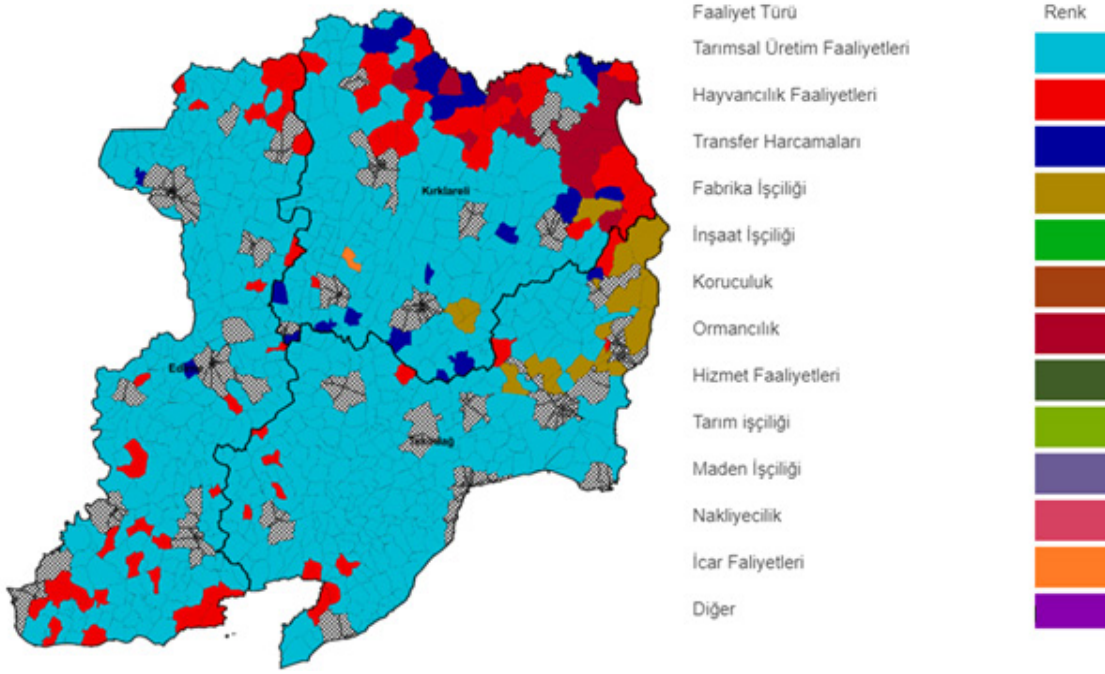 Faaliyet Türü Renk
Tarımsal Üretim Faaliyetleri
Hayvancılık Faaliyetleri
Transfer Harcamaları
Fabrika İşçiliği
İnşaat İşçiliği
Koruculuk
Ormancılık
Hizmet Faaliyetleri
Tarım işçiliği
Maden İşçiliği
Nakliyecilik
İcar Faliyetleri
Diğer
Kırklareli
Tekirdağ